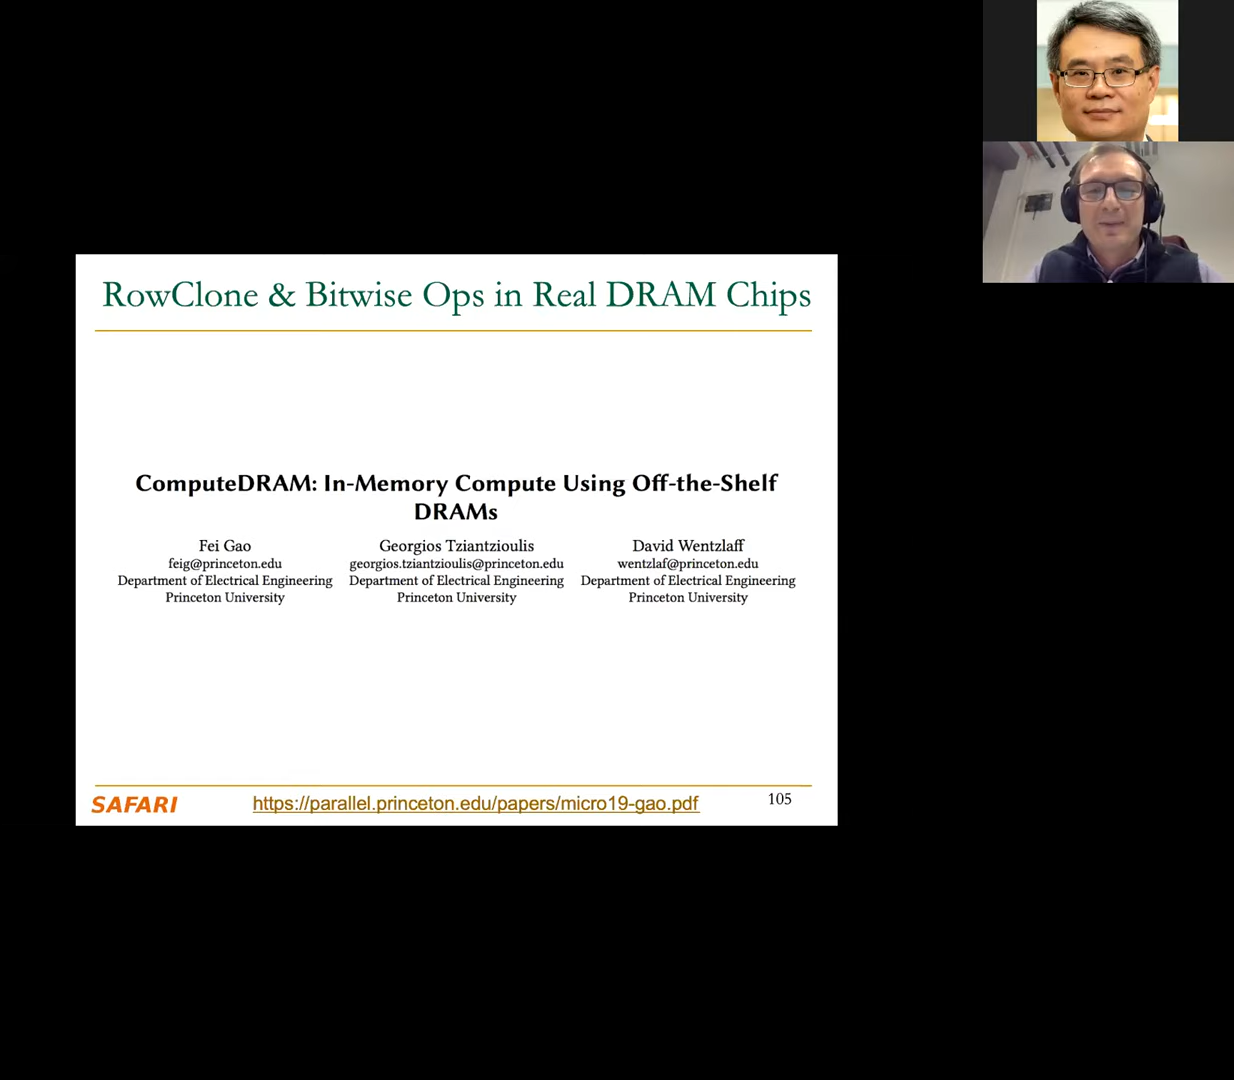 RowClone & Bitwise Ops in Real DRAM Chips
ComputeDRAM: In-Memory Compute Using Off-the-Shelf
DRAMs
Fei Gao
feig@princeton.edu
Department of Electrical Engineering
Princeton University
Georgios Tziantzioulis
georgios.tziantzioulis@princeton.edu
Department of Electrical Engineering
Princeton University
David Wentzlaff
wentzlaf@princeton.edu
Department of Electrical Engineering
Princeton University
SAFARI
https://parallel.princeton.edu/papers/micro19-gao.pdf
105